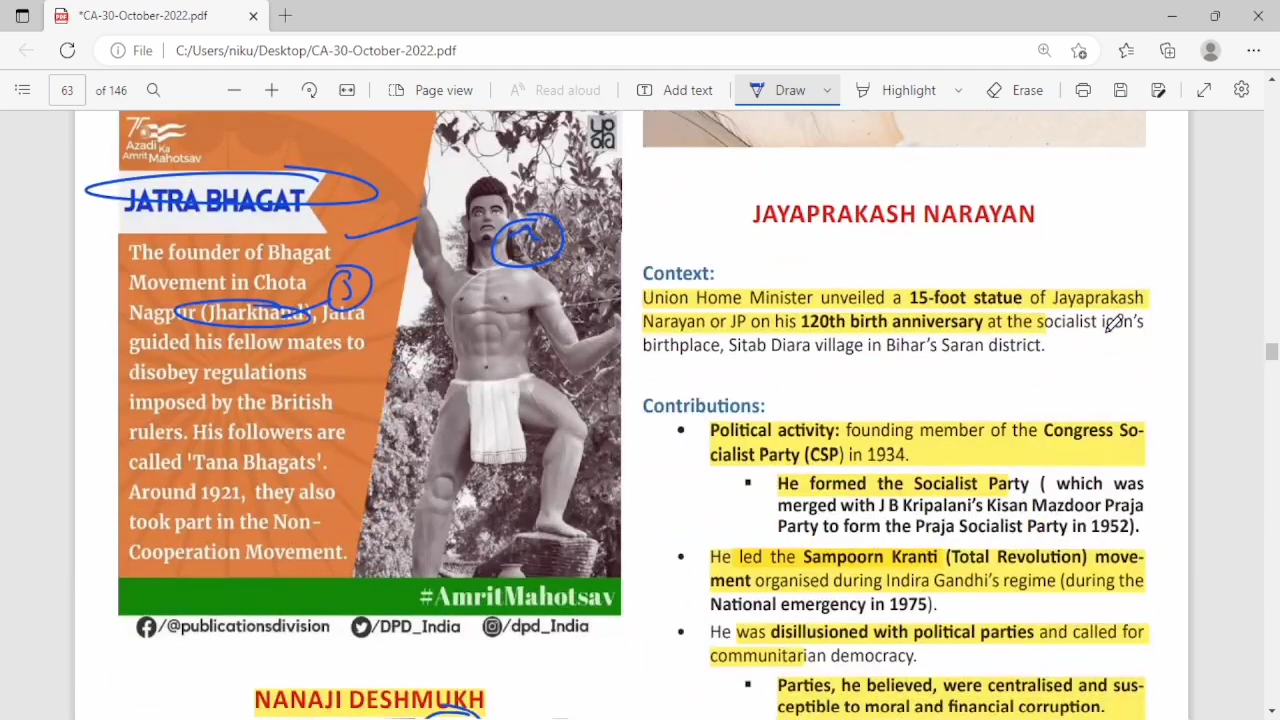 *CA-30-October-2022.pdf
File
C:/Users/niku/Desktop/CA-30-October-2022.pdf
63 of 146
Page view
Read aloud
Add text
Draw
Highlight
Erase
75
Azadi Ka
Amrit Mahotsav
JATRA BHAGAT
The founder of Bhagat
Movement in Chota
Nagpur (Jharkhand), Jatra
guided his fellow mates to
disobey regulations
imposed by the British
rulers. His followers are
called 'Tana Bhagats'.
Around 1921, they also
took part in the Non-
Cooperation Movement.
#AmritMahotsav
/@publicationsdivision
/DPD_India
/dpd_India
NANAJI DESHMUKH
JAYAPRAKASH NARAYAN
Context:
Union Home Minister unveiled a 15-foot statue of Jayaprakash
Narayan or JP on his 120th birth anniversary at the socialist icon's
birthplace, Sitab Diara village in Bihar's Saran district.
Contributions:
• Political activity: founding member of the Congress So-
cialist Party (CSP) in 1934.
▪ He formed the Socialist Party ( which was
merged with J B Kripalani's Kisan Mazdoor Praja
Party to form the Praja Socialist Party in 1952).
• He led the Sampoorn Kranti (Total Revolution) move-
ment organised during Indira Gandhi's regime (during the
National emergency in 1975).
• He was disillusioned with political parties and called for
communitarian democracy.
▪ Parties, he believed, were centralised and sus-
ceptible to moral and financial corruption.